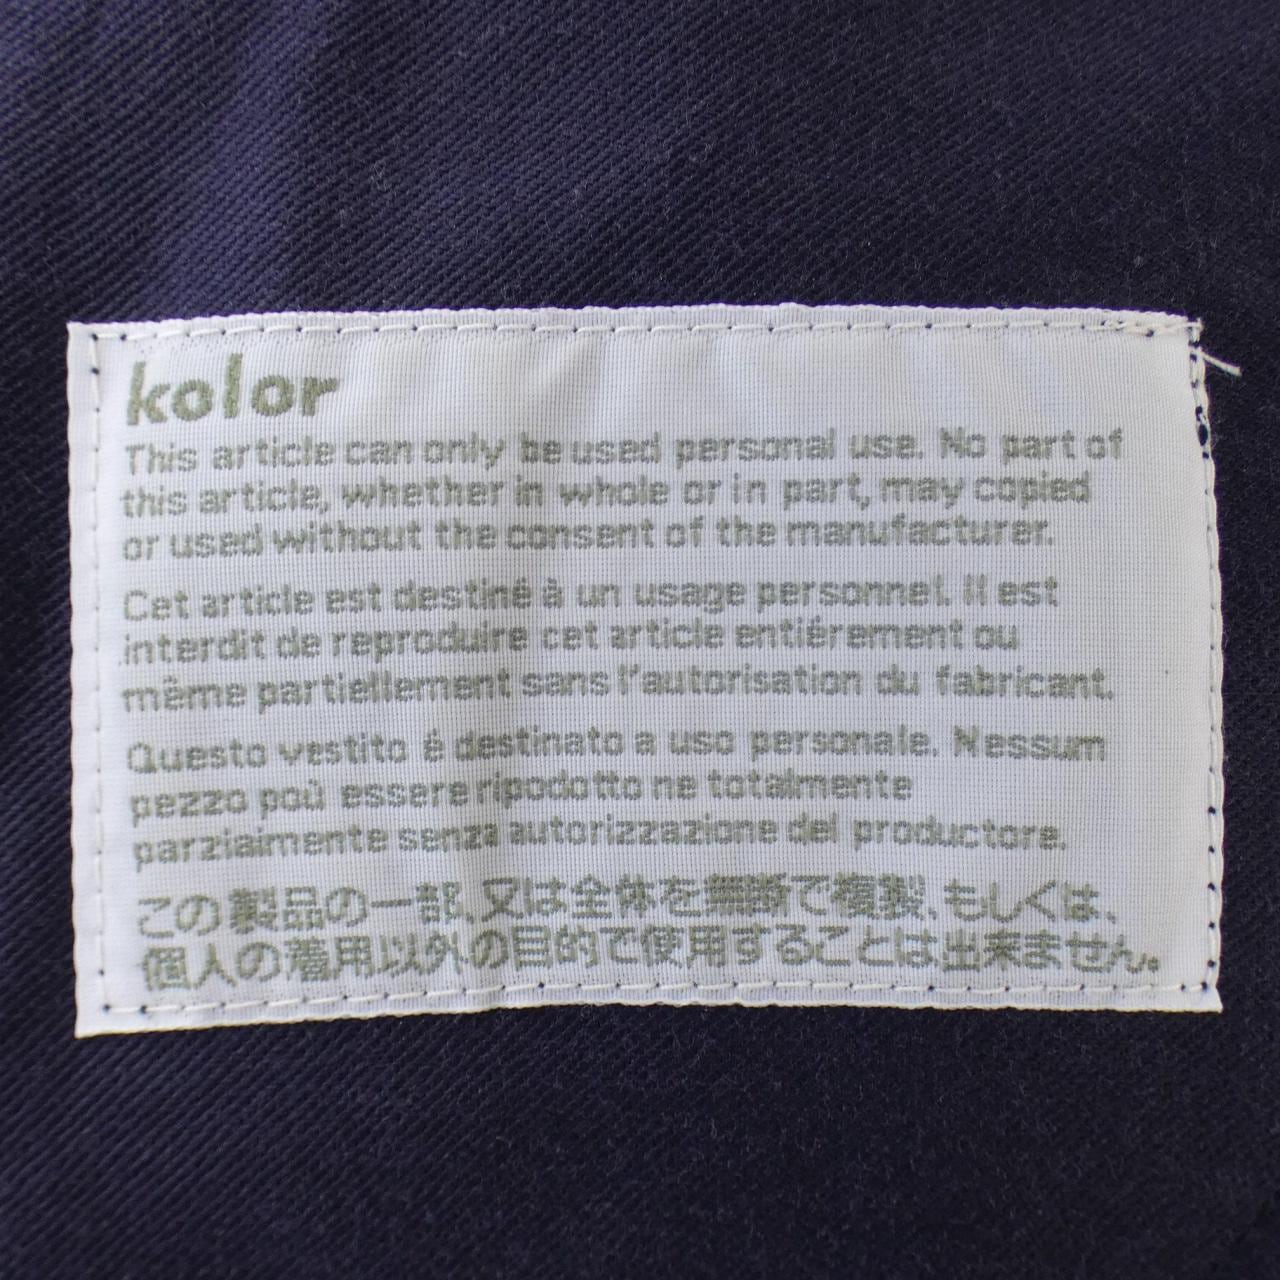 kolor
This article can only be used personal use. No part of
this article, whether in whole or in part, may copied
or used without the consent of the manufacturer.
Cet article est destiné à un usage personnel. Il est
interdit de reproduire cet article entiérement ou
même partiellement sans l'autorisation du fabricant.
Questo vestito é destinato a uso personale. Nessum
pezzo poù essere ripodotto ne totalmente
parzialmente senza autorizzazione del productore.
この製品の一部、又は全体を無断で複製、もしくは、
個人の着用以外の目的で使用することは出来ません。